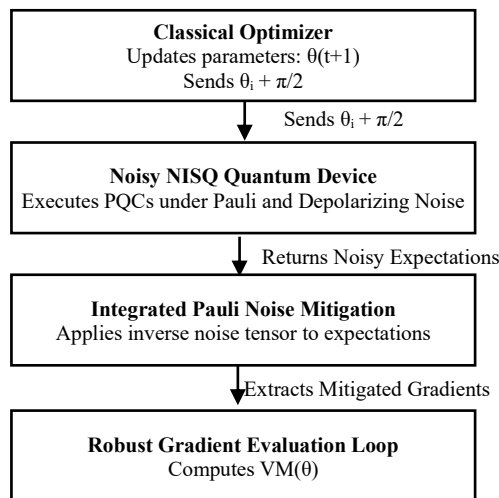 Classical Optimizer
Updates parameters: θ(t+1)
Sends θᵢ + π/2
Sends θᵢ + π/2
Noisy NISQ Quantum Device
Executes PQCs under Pauli and Depolarizing Noise
Returns Noisy Expectations
Integrated Pauli Noise Mitigation
Applies inverse noise tensor to expectations
Extracts Mitigated Gradients
Robust Gradient Evaluation Loop
Computes VM(θ)